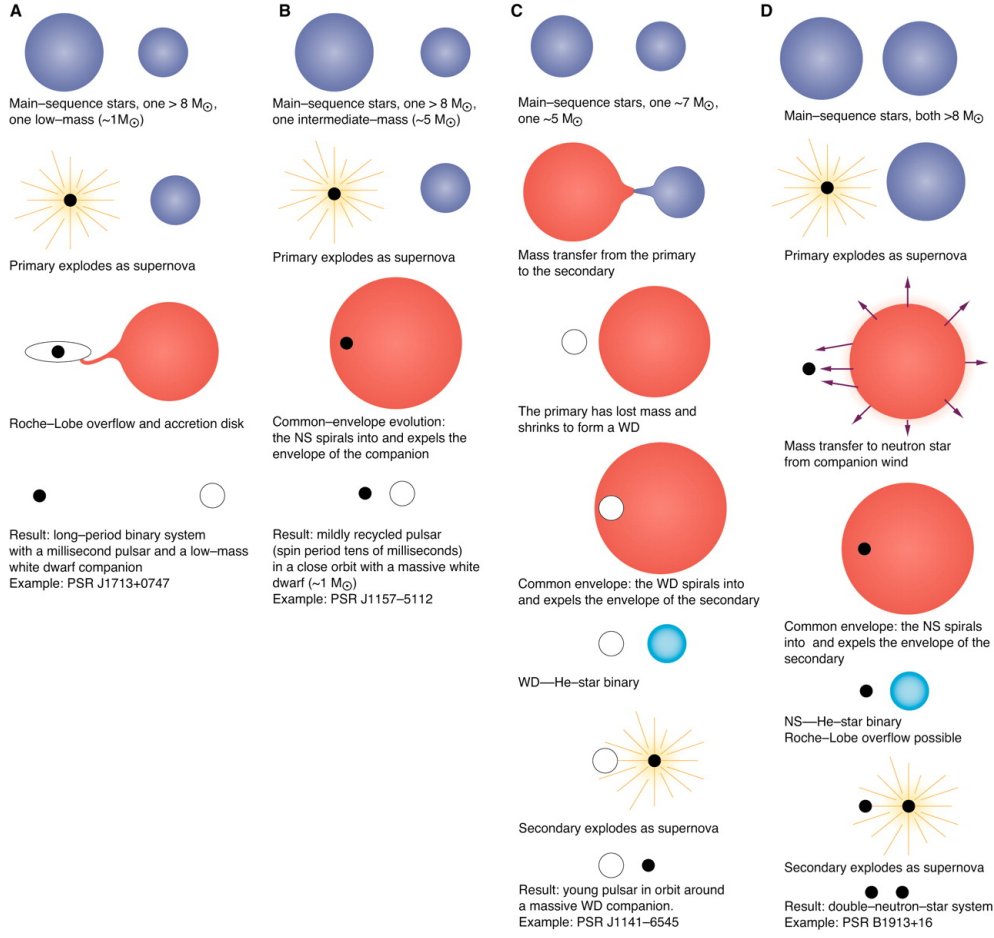 A
Main–sequence stars, one > 8 M⊙,
one low–mass (~1M⊙)
Primary explodes as supernova
Roche–Lobe overflow and accretion disk
Result: long–period binary system
with a millisecond pulsar and a low–mass
white dwarf companion
Example: PSR J1713+0747
B
Main–sequence stars, one > 8 M⊙,
one intermediate–mass (~5 M⊙)
Primary explodes as supernova
Common–envelope evolution:
the NS spirals into and expels the
envelope of the companion
Result: mildly recycled pulsar
(spin period tens of milliseconds)
in a close orbit with a massive white
dwarf (~1 M⊙)
Example: PSR J1157–5112
C
Main–sequence stars, one ~7 M⊙,
one ~5 M⊙
Mass transfer from the primary
to the secondary
The primary has lost mass and
shrinks to form a WD
Common envelope: the WD spirals into
and expels the envelope of the secondary
WD––He–star binary
Secondary explodes as supernova
Result: young pulsar in orbit around
a massive WD companion.
Example: PSR J1141–6545
D
Main–sequence stars, both >8 M⊙
Primary explodes as supernova
Mass transfer to neutron star
from companion wind
Common envelope: the NS spirals
into and expels the envelope of the
secondary
NS––He–star binary
Roche–Lobe overflow possible
Secondary explodes as supernova
Result: double–neutron–star system
Example: PSR B1913+16